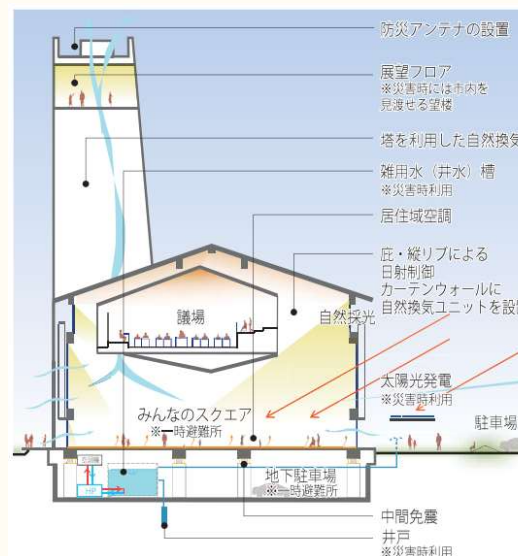 防災アンテナの設置
展望フロア
※災害時には市内を
見渡せる望楼
塔を利用した自然換気
雑用水（井水）槽
※災害時利用
居住域空調
庇・縦リブによる
日射制御
カーテンウォールに
自然換気ユニットを設
議場
自然採光
太陽光発電
※災害時利用
駐車場
みんなのスクエア
※一時避難所
地下駐車場
※一時避難所
中間免震
井戸
※災害時利用